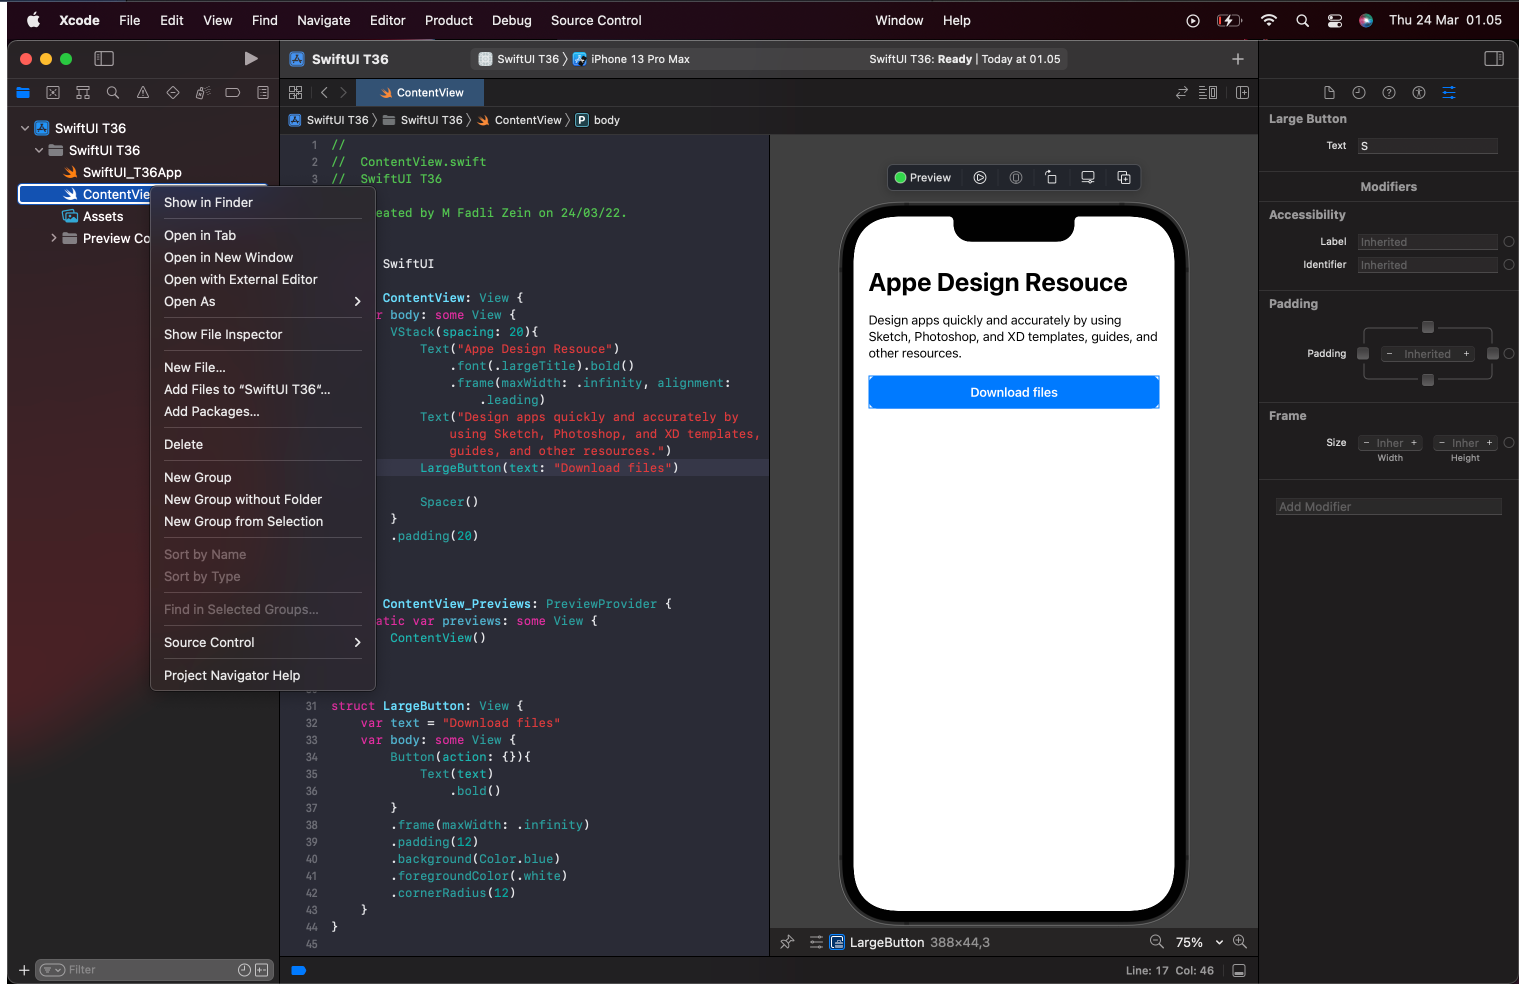 Xcode File Edit View Find Navigate Editor Product Debug Source Control Window Help Thu 24 Mar 01.05
SwiftUI T36
SwiftUI T36 iPhone 13 Pro Max
SwiftUI T36: Ready | Today at 01.05
ContentView
SwiftUI T36
SwiftUI T36
SwiftUI_T36App
ContentVie
Assets
Preview Co
Show in Finder
Open in Tab
Open in New Window
Open with External Editor
Open As
Show File Inspector
New File...
Add Files to “SwiftUI T36”...
Add Packages...
Delete
New Group
New Group without Folder
New Group from Selection
Sort by Name
Sort by Type
Find in Selected Groups...
Source Control
Project Navigator Help
Filter
SwiftUI T36 SwiftUI T36 ContentView P body
1 //
2 // ContentView.swift
3 // SwiftUI T36
eated by M Fadli Zein on 24/03/22.
SwiftUI
ContentView: View {
r body: some View {
VStack(spacing: 20){
Text("Appe Design Resouce")
.font(.largeTitle).bold()
.frame(maxWidth: .infinity, alignment:
.leading)
Text("Design apps quickly and accurately by
using Sketch, Photoshop, and XD templates,
guides, and other resources.")
LargeButton(text: "Download files")
Spacer()
}
.padding(20)
ContentView_Previews: PreviewProvider {
atic var previews: some View {
ContentView()
31 struct LargeButton: View {
32 var text = "Download files"
33 var body: some View {
34 Button(action: {}){
35 Text(text)
36 .bold()
37 }
38 .frame(maxWidth: .infinity)
39 .padding(12)
40 .background(Color.blue)
41 .foregroundColor(.white)
42 .cornerRadius(12)
43 }
44 }
45
Preview
Appe Design Resouce
Design apps quickly and accurately by using
Sketch, Photoshop, and XD templates, guides, and
other resources.
Download files
LargeButton 388×44,3
75%
Line: 17 Col: 46
Large Button
Text S
Modifiers
Accessibility
Label Inherited
Identifier Inherited
Padding
Padding − Inherited +
Frame
Size − Inher + − Inher +
Width Height
Add Modifier